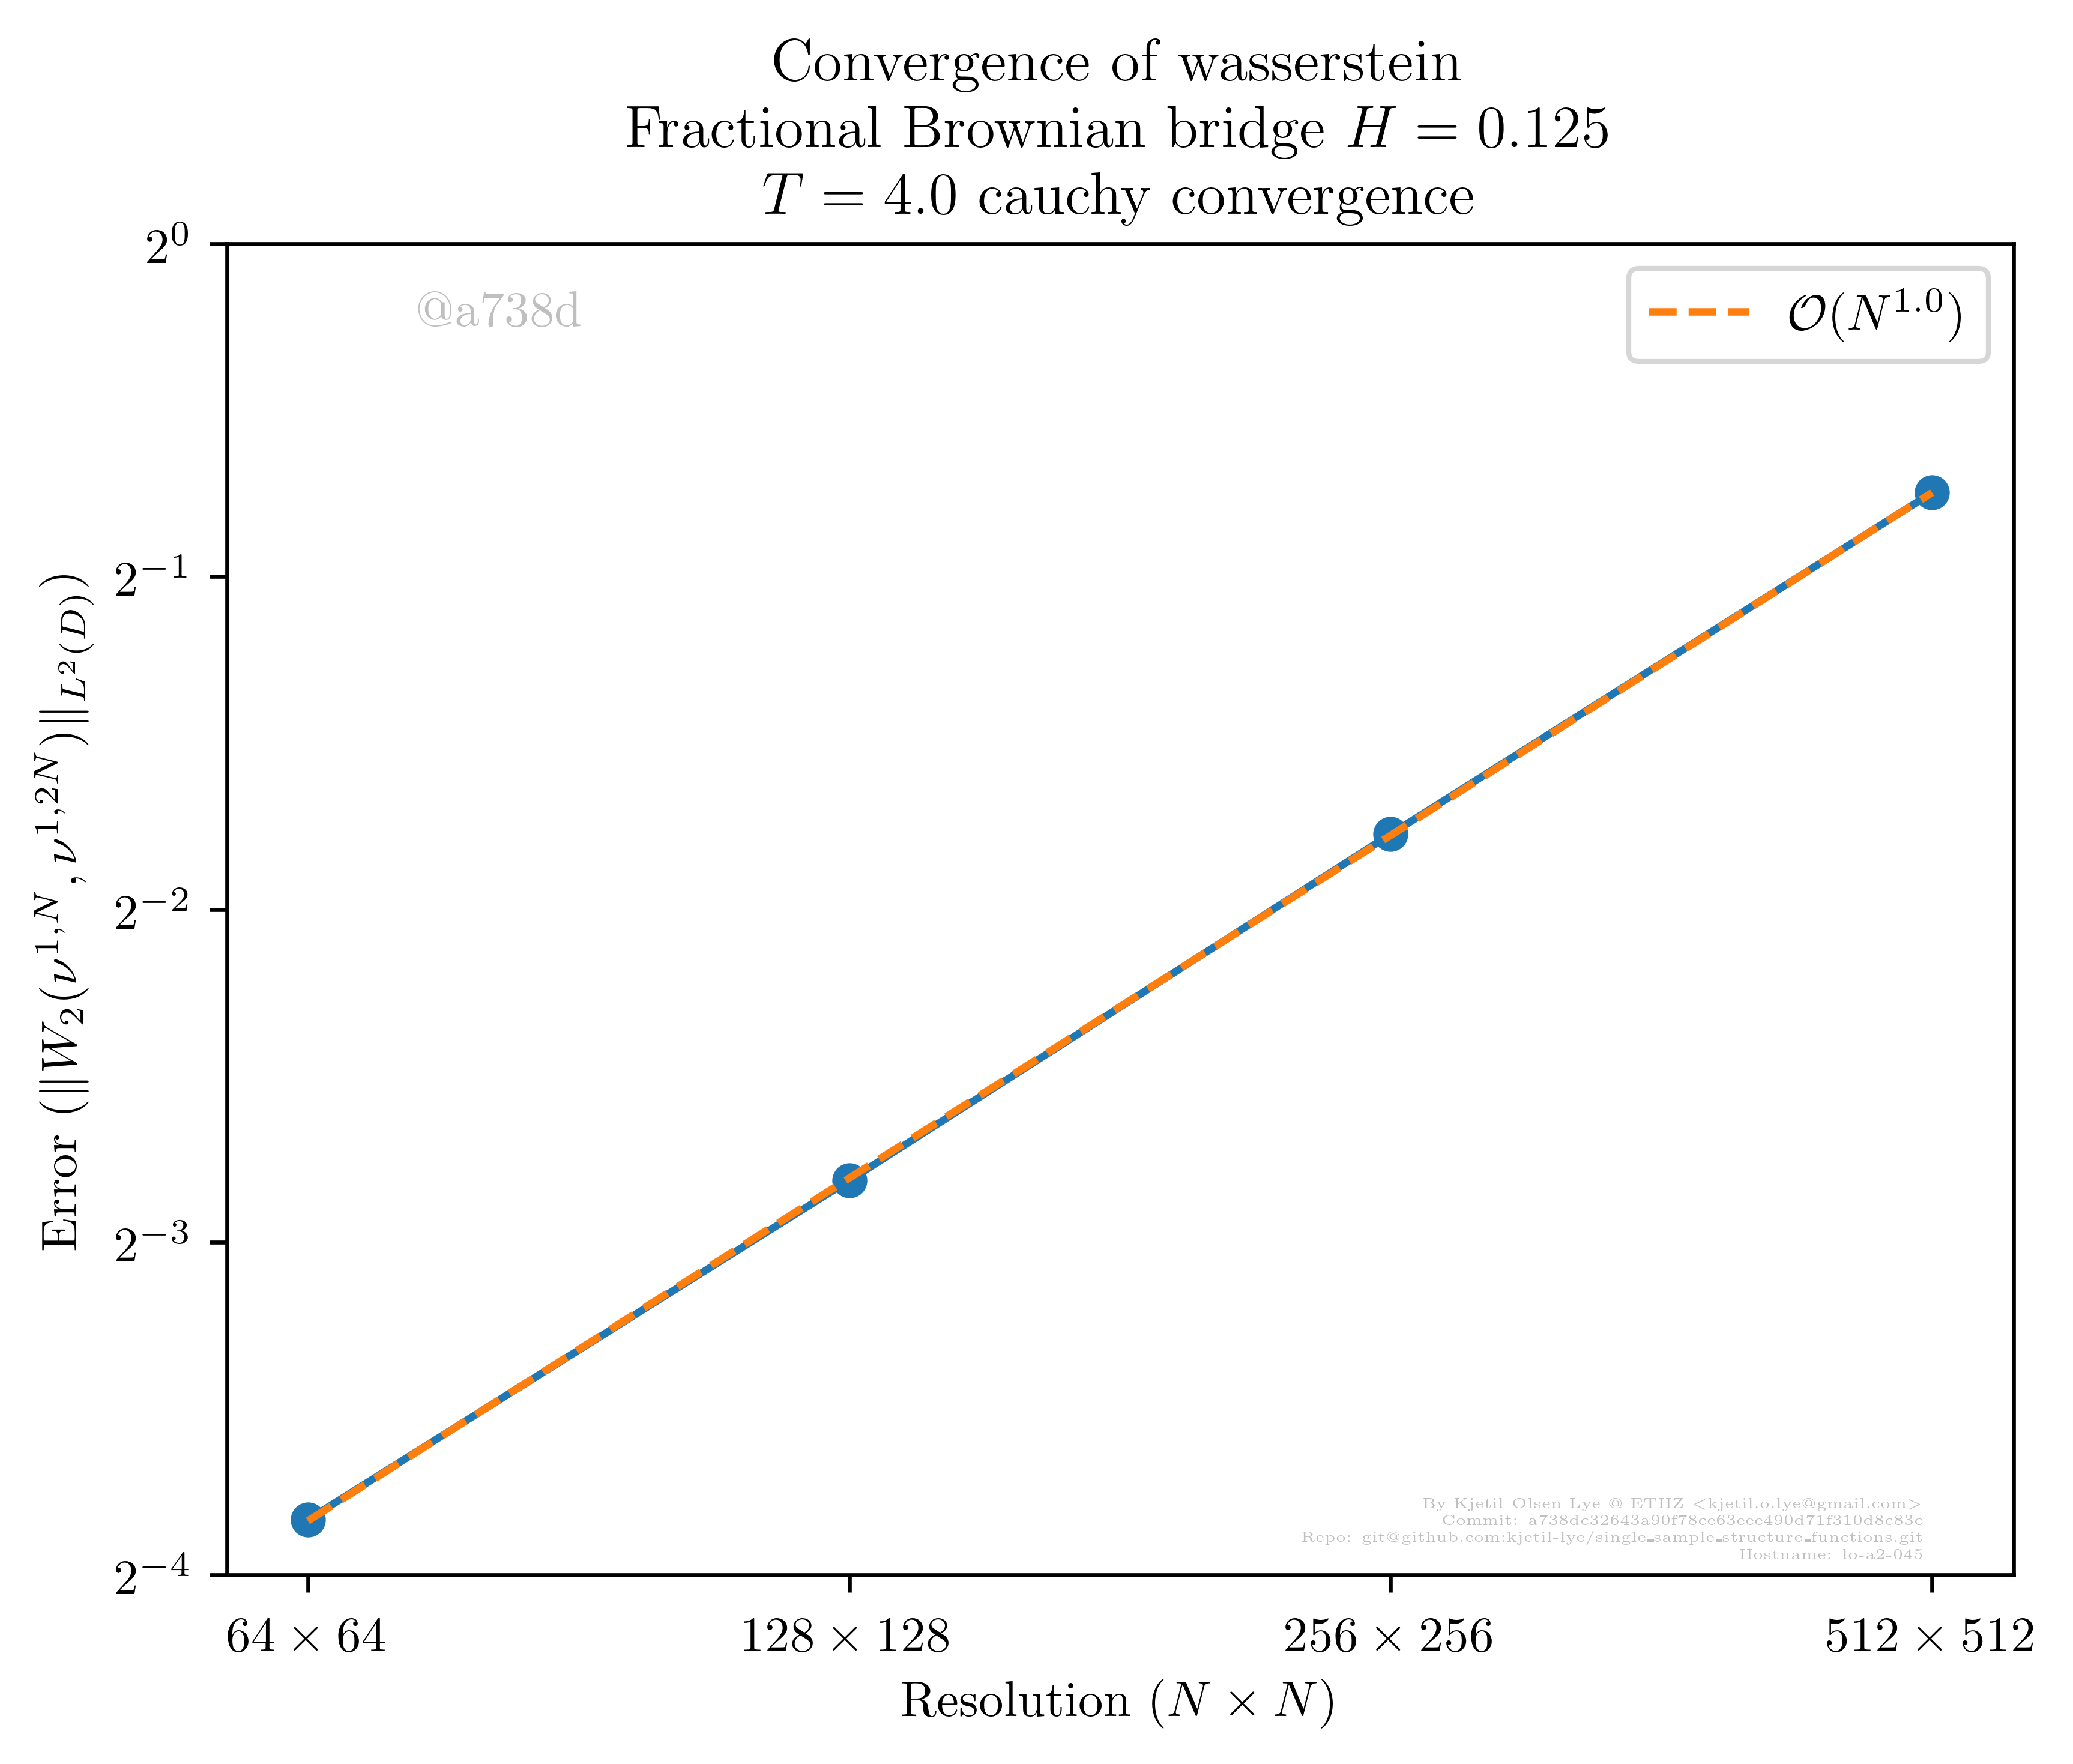 Convergence of wasserstein
Fractional Brownian bridge H = 0.125
T = 4.0 cauchy convergence
@a738d
O(N^{1.0})
2^0
2^{-1}
2^{-2}
2^{-3}
2^{-4}
Error (||W_2(ν^{1,N}, ν^{1,2N})||_{L^2(D)})
64 × 64
128 × 128
256 × 256
512 × 512
Resolution (N × N)
By Kjetil Olsen Lye @ ETHZ <kjetil.o.lye@gmail.com>
Commit: a738dc32643a90f78ce63eee490d71f310d8c83c
Repo: git@github.com:kjetil-lye/single_sample_structure_functions.git
Hostname: lo-a2-045